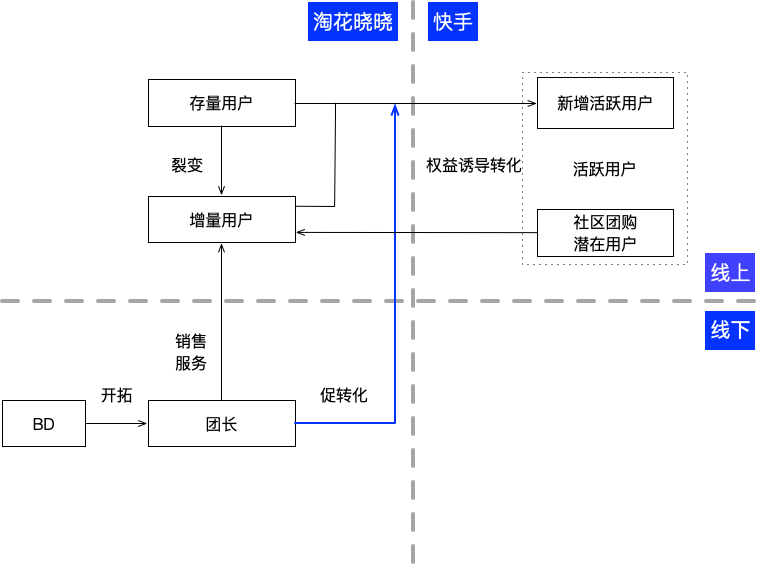 淘花晓晓
快手
存量用户
新增活跃用户
裂变
权益诱导转化
活跃用户
增量用户
社区团购
潜在用户
线上
线下
销售
服务
开拓
促转化
BD
团长